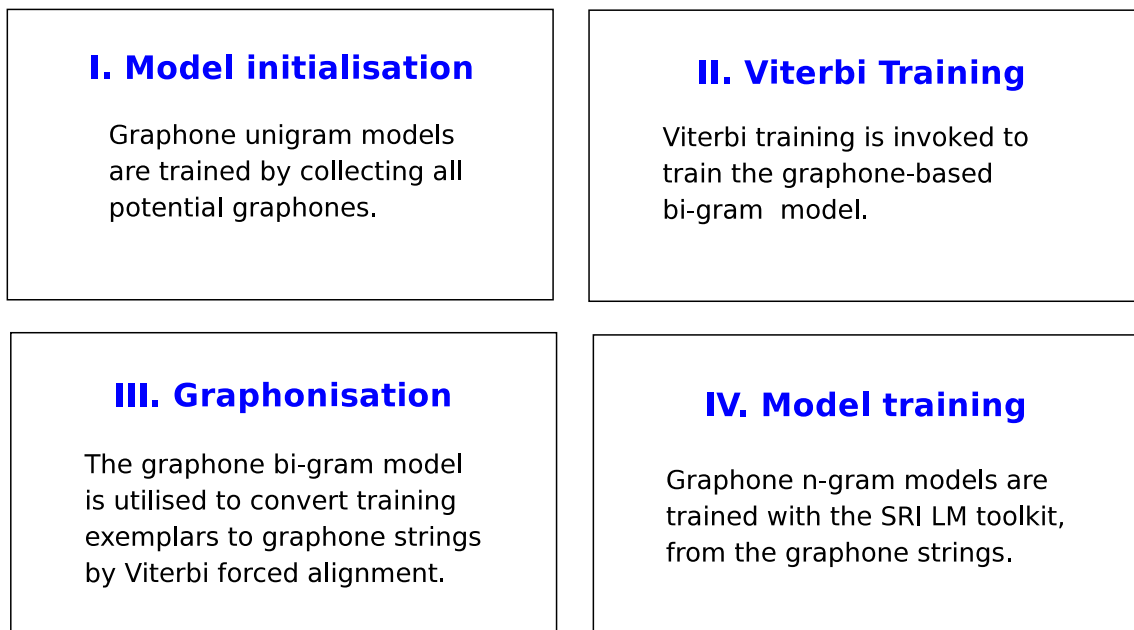 I. Model initialisation
Graphone unigram models
are trained by collecting all
potential graphones.
II. Viterbi Training
Viterbi training is invoked to
train the graphone-based
bi-gram  model.
III. Graphonisation
The graphone bi-gram model
is utilised to convert training
exemplars to graphone strings
by Viterbi forced alignment.
IV. Model training
Graphone n-gram models are
trained with the SRI LM toolkit,
from the graphone strings.